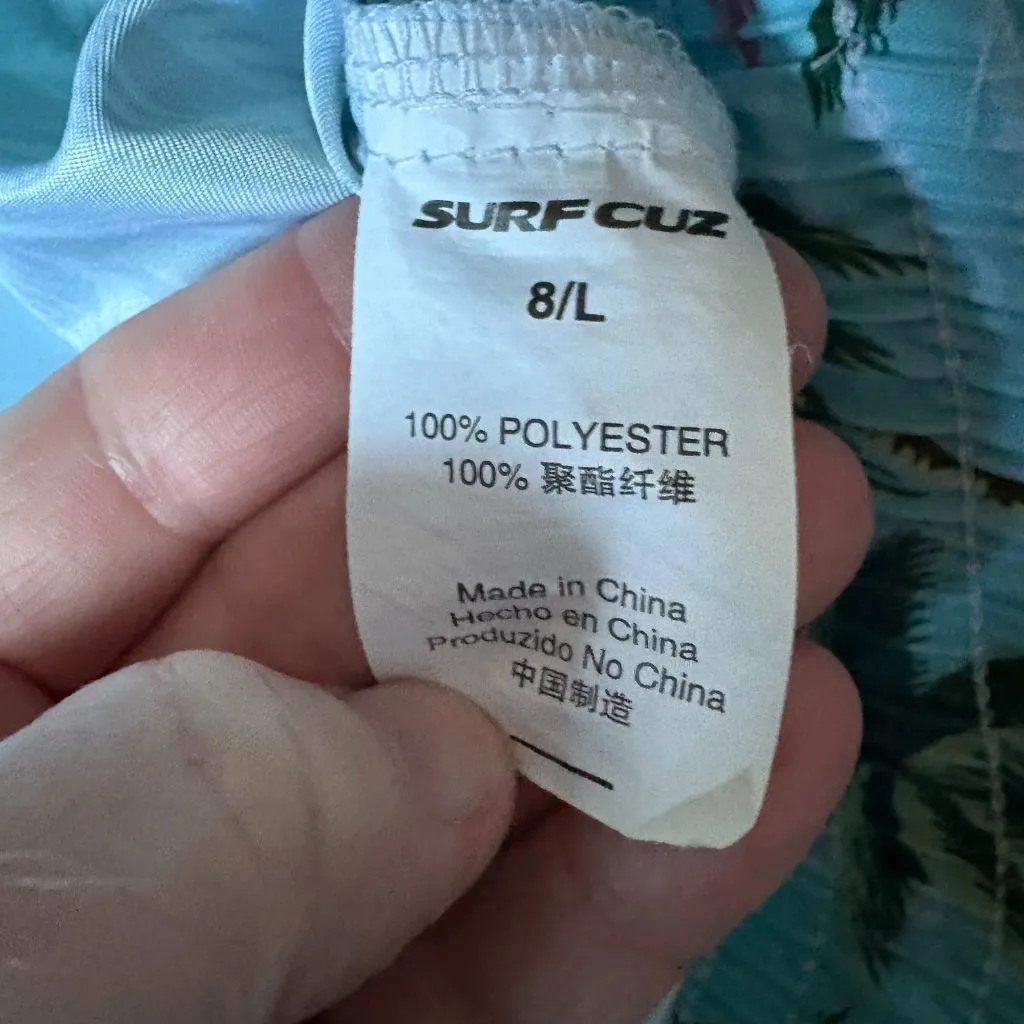 SURF CUZ
8/L
100% POLYESTER
100% 聚酯纤维
Made in China
Hecho en China
Produzido No China
中国制造